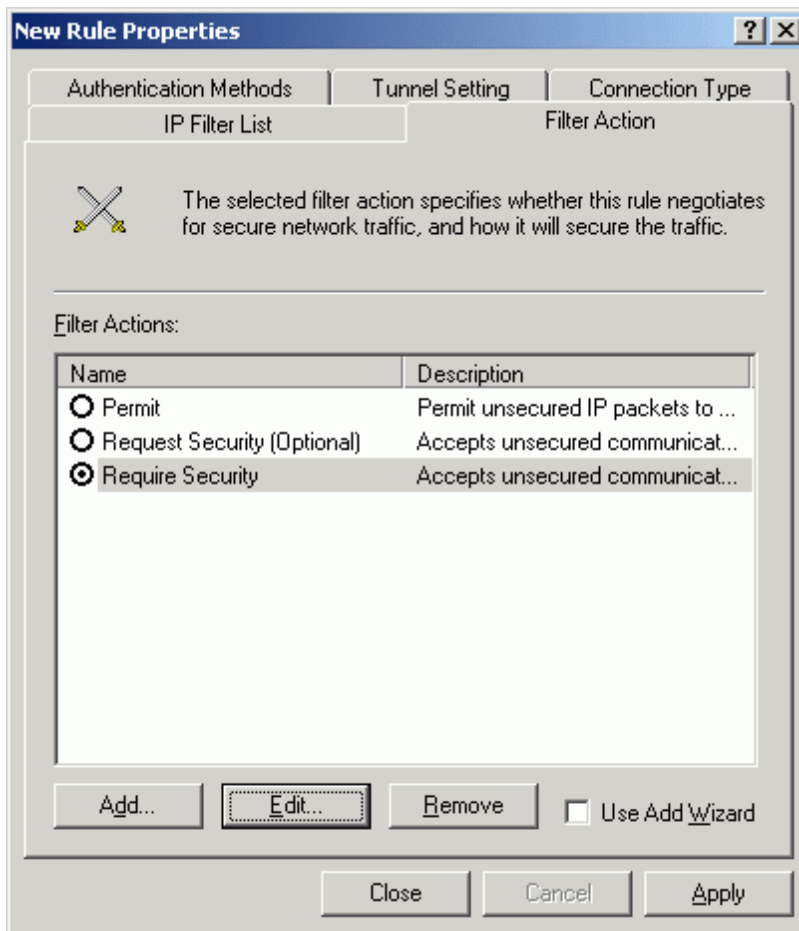 New Rule Properties
Authentication Methods Tunnel Setting Connection Type
IP Filter List Filter Action
The selected filter action specifies whether this rule negotiates
for secure network traffic, and how it will secure the traffic.
Filter Actions:
Name Description
Permit Permit unsecured IP packets to ...
Request Security (Optional) Accepts unsecured communicat...
Require Security Accepts unsecured communicat...
Add... Edit... Remove Use Add Wizard
Close Cancel Apply